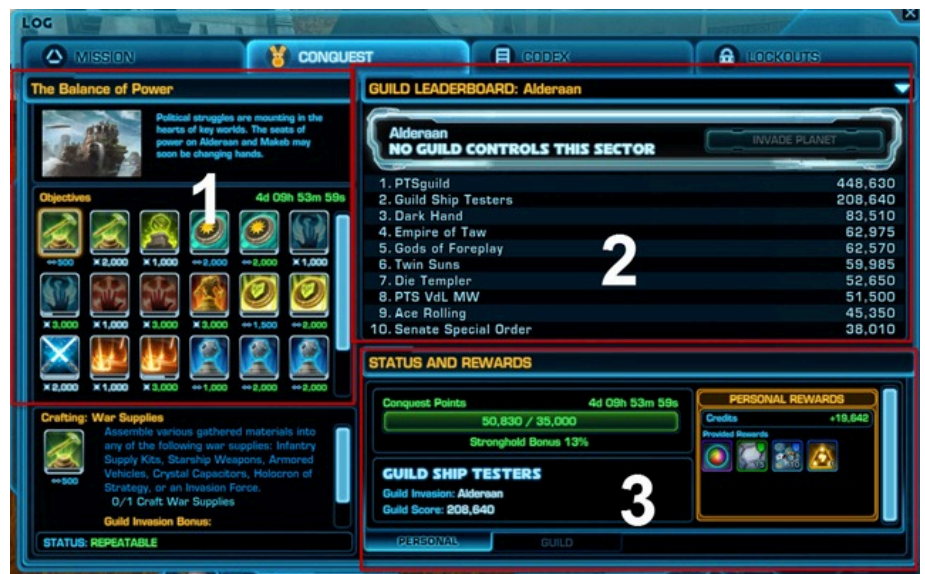 LOG
MISSION
CONQUEST
CODEX
LOCKOUTS
The Balance of Power
Political struggles are mounting in the
hearts of key worlds. The seats of
power on Alderaan and Makeb may
soon be changing hands.
1
Objectives 4d 09h 53m 59s
500 x 2,000 x 1,000 2,000 2,000 x 1,000
x 3,000 x 1,000 x 3,000 x 3,000 1,500 2,000
x 2,000 x 1,000 x 3,000 1,000 2,000 2,000
Crafting: War Supplies
Assemble various gathered materials into
any of the following war supplies: Infantry
Supply Kits, Starship Weapons, Armored
Vehicles, Crystal Capacitors, Holocron of
Strategy, or an Invasion Force.
500
0/1 Craft War Supplies
Guild Invasion Bonus:
STATUS: REPEATABLE
GUILD LEADERBOARD: Alderaan
Alderaan
NO GUILD CONTROLS THIS SECTOR
INVADE PLANET
1. PTSguild 448,630
2. Guild Ship Testers 208,640
3. Dark Hand 83,510
4. Empire of Taw 62,975
5. Gods of Foreplay 62,570
6. Twin Suns 59,985
7. Die Templer 52,650
8. PTS VdL MW 51,500
9. Ace Rolling 45,350
10. Senate Special Order 38,010
2
STATUS AND REWARDS
Conquest Points 4d 09h 53m 59s
50,830 / 35,000
Stronghold Bonus 13%
GUILD SHIP TESTERS
Guild Invasion: Alderaan
Guild Score: 208,640
3
PERSONAL REWARDS
Credits +19,642
Provided Rewards
15 10
PERSONAL
GUILD